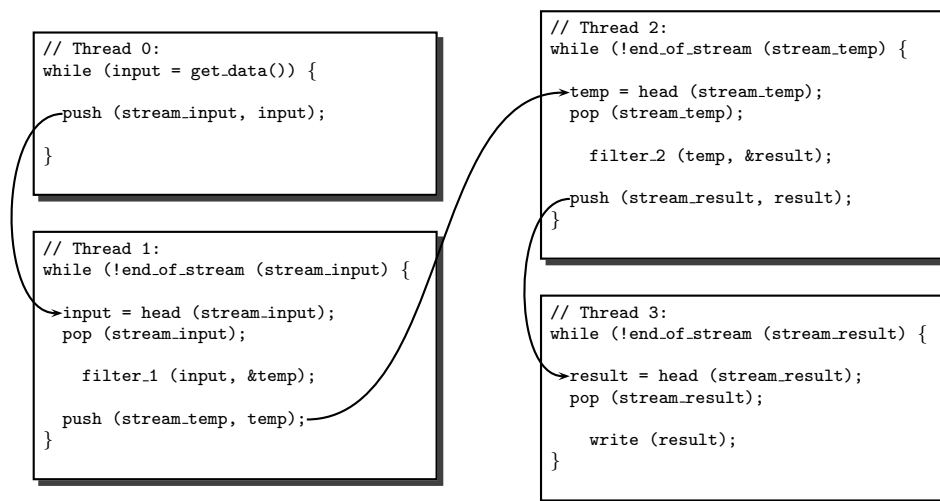 // Thread 0:
while (input = get_data()) {
push (stream_input, input);
}
// Thread 1:
while (!end_of_stream (stream_input) {
input = head (stream_input);
pop (stream_input);
filter_1 (input, &temp);
push (stream_temp, temp);
}
// Thread 2:
while (!end_of_stream (stream_temp) {
temp = head (stream_temp);
pop (stream_temp);
filter_2 (temp, &result);
push (stream_result, result);
}
// Thread 3:
while (!end_of_stream (stream_result) {
result = head (stream_result);
pop (stream_result);
write (result);
}